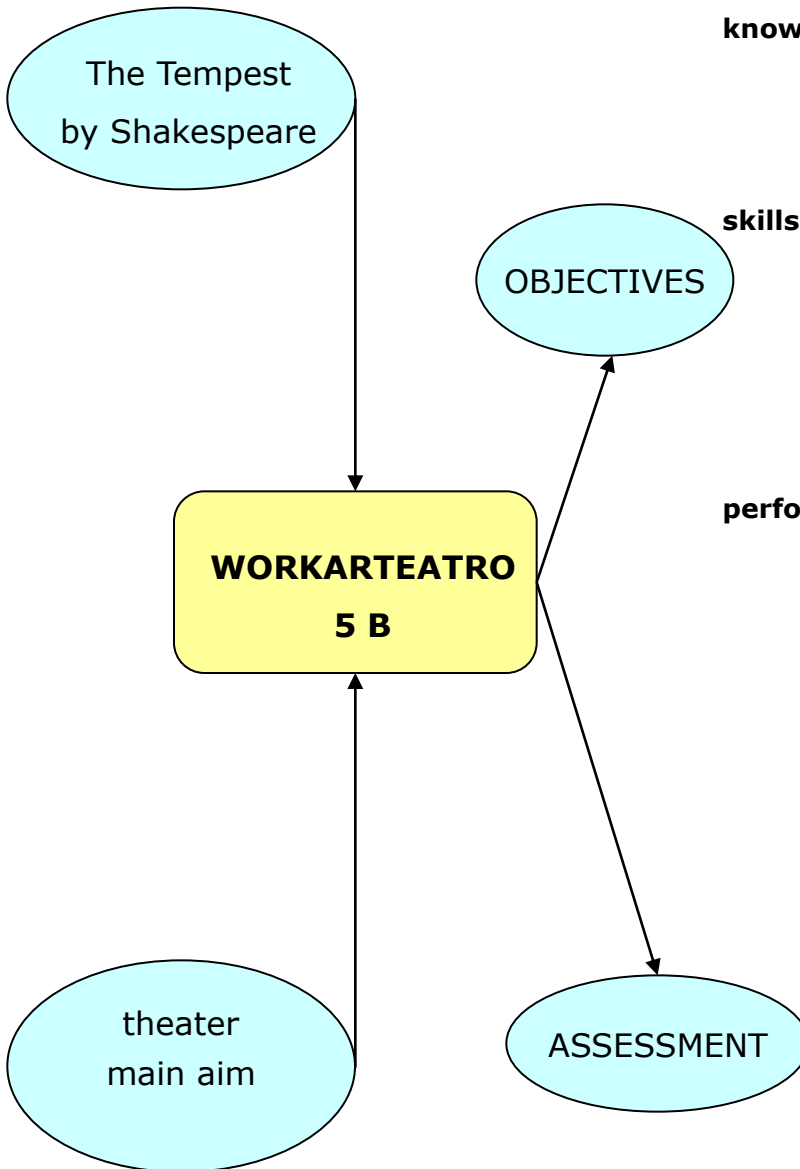 The Tempest
by Shakespeare
know
skills
OBJECTIVES
perfo
WORKARTEATRO
5 B
theater
main aim
ASSESSMENT